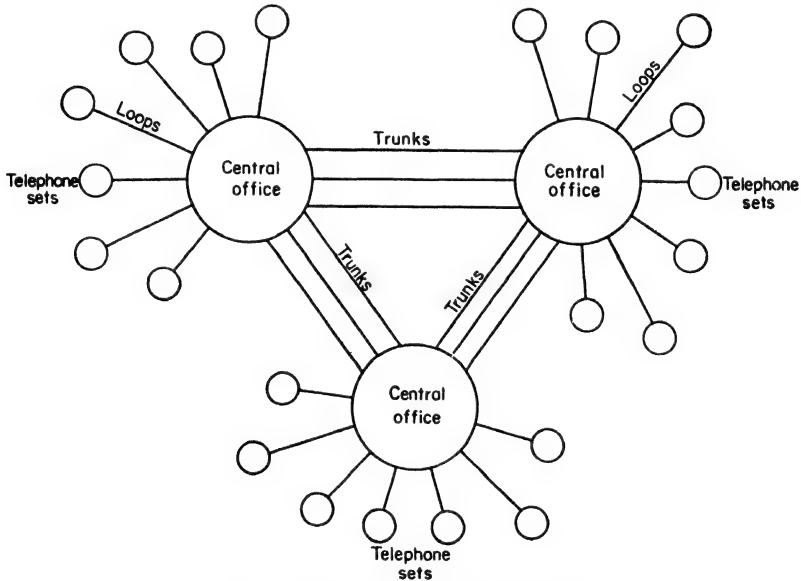 Loops
Trunks
Loops
Telephone
sets
Central
office
Central
office
Telephone
sets
Trunks
Trunks
Central
office
Telephone
sets